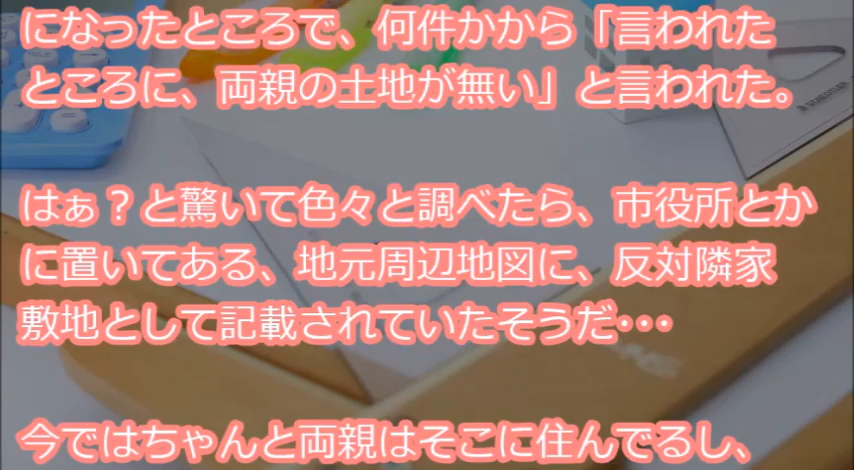 になったところで、何件かから「言われた
ところに、両親の土地が無い」と言われた。
はぁ？と驚いて色々と調べたら、市役所とか
に置いてある、地元周辺地図に、反対隣家
敷地として記載されていたそうだ･･･
今ではちゃんと両親はそこに住んでるし、